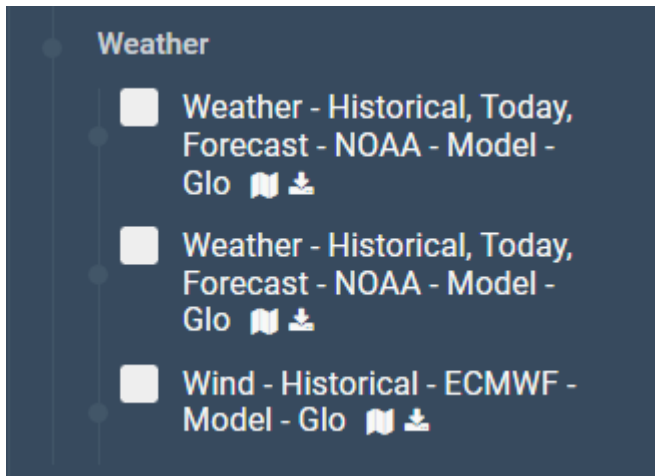 Weather
Weather - Historical, Today,
Forecast - NOAA - Model -
Glo
Weather - Historical, Today,
Forecast - NOAA - Model -
Glo
Wind - Historical - ECMWF -
Model - Glo